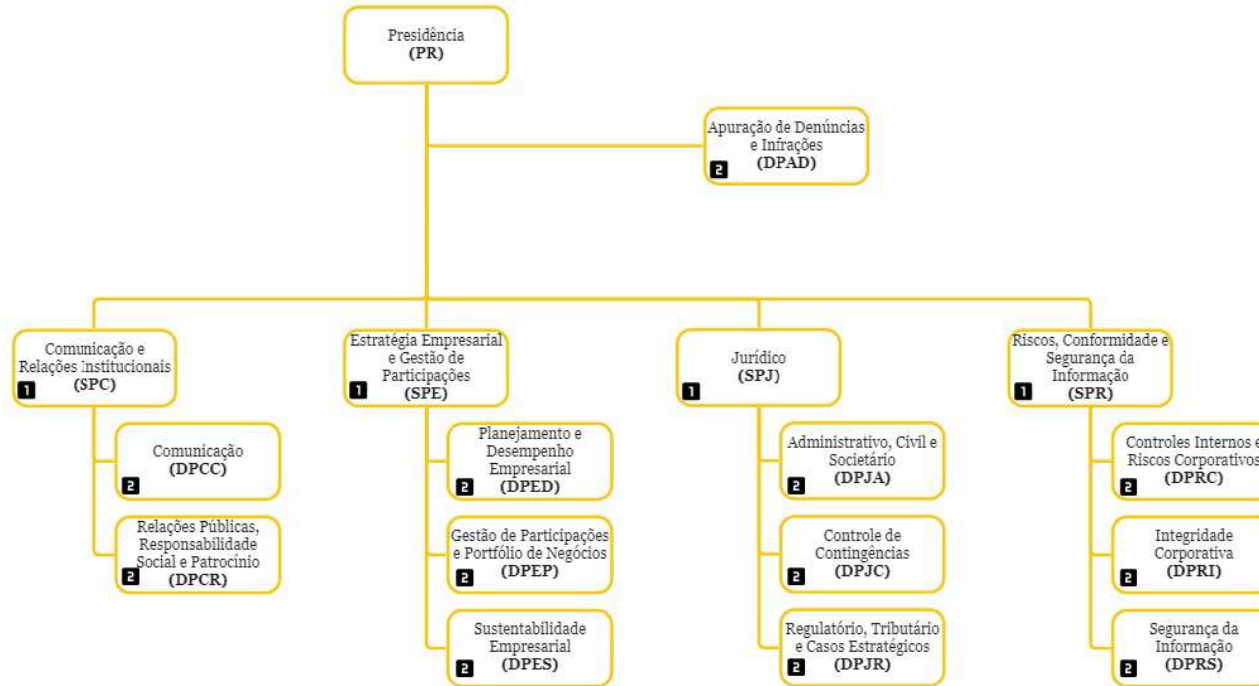 Presidência
(PR)
Apuração de Denúncias
e Infrações
(DPAD)
2
Comunicação e
Relações Institucionais
(SPC)
1
Estratégia Empresarial
e Gestão de
Participações
(SPE)
1
Jurídico
(SPJ)
1
Riscos, Conformidade e
Segurança da
Informação
(SPR)
1
Comunicação
(DPCC)
2
Relações Públicas,
Responsabilidade
Social e Patrocínio
(DPCR)
2
Planejamento e
Desempenho
Empresarial
(DPED)
2
Gestão de Participações
e Portfólio de Negócios
(DPEP)
2
Sustentabilidade
Empresarial
(DPES)
2
Administrativo, Civil e
Societário
(DPJA)
2
Controle de
Contingências
(DPJC)
2
Regulatório, Tributário
e Casos Estratégicos
(DPJR)
2
Controles Internos e
Riscos Corporativos
(DPRC)
2
Integridade
Corporativa
(DPRI)
2
Segurança da
Informação
(DPRS)
2